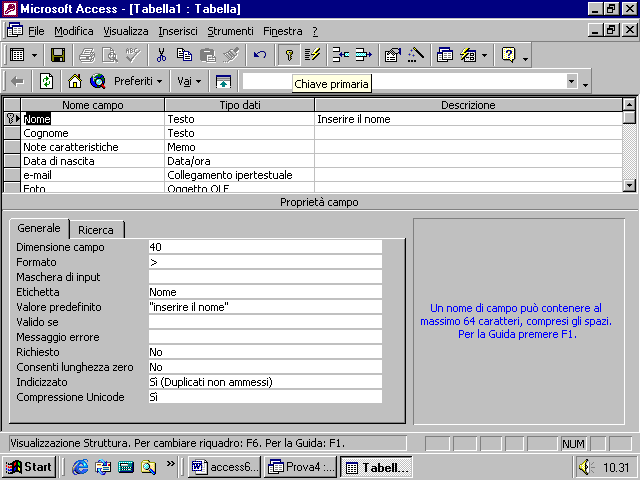 Microsoft Access - [Tabella1 : Tabella]
File Modifica Visualizza Inserisci Strumenti Finestra ?
Preferiti Vai
Chiave primaria
Nome campo Tipo dati Descrizione
Nome Testo Inserire il nome
Cognome Testo
Note caratteristiche Memo
Data di nascita Data/ora
e-mail Collegamento ipertestuale
Foto Oggetto OLE
Proprietà campo
Generale Ricerca
Dimensione campo 40
Formato >
Maschera di input
Etichetta Nome
Valore predefinito "inserire il nome"
Valido se
Messaggio errore
Richiesto No
Consenti lunghezza zero No
Indicizzato Sì (Duplicati non ammessi)
Compressione Unicode Sì
Un nome di campo può contenere al
massimo 64 caratteri, compresi gli spazi.
Per la Guida premere F1.
Visualizzazione Struttura. Per cambiare riquadro: F6. Per la Guida: F1. NUM
Start » access6... Prova4 :... Tabell... 10.31